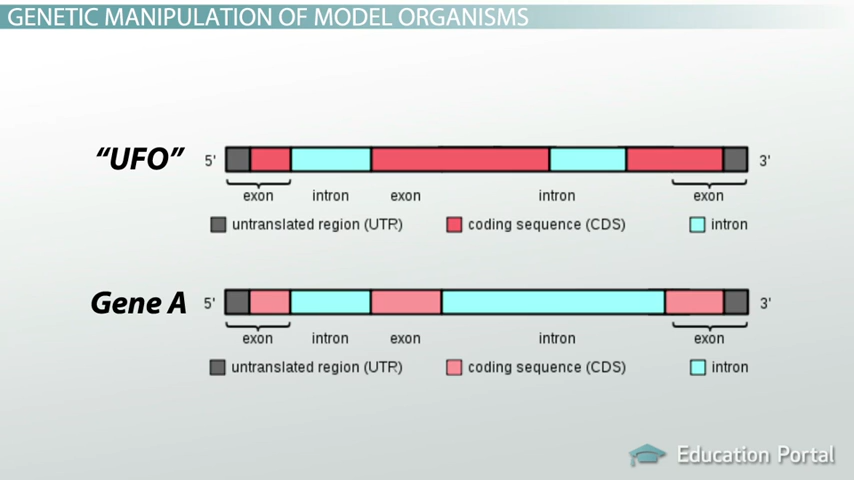 GENETIC MANIPULATION OF MODEL ORGANISMS
“UFO” 5' 3'
exon intron exon intron exon
untranslated region (UTR) coding sequence (CDS) intron
Gene A 5' 3'
exon intron exon intron exon
untranslated region (UTR) coding sequence (CDS) intron
Education Portal